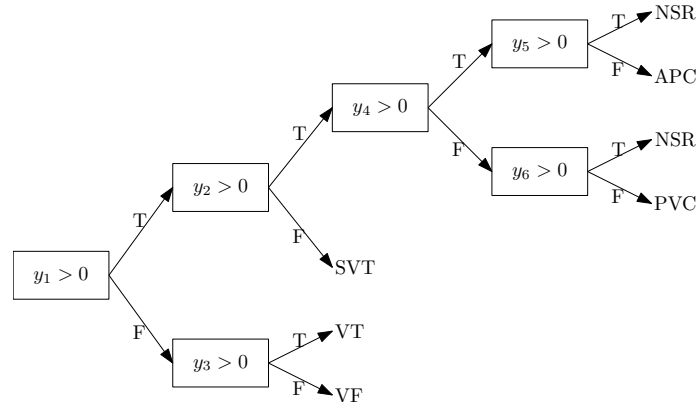 NSR
T
y5 > 0
T
F
APC
y4 > 0
T
F
NSR
T
y6 > 0
y2 > 0
F
PVC
T
F
y1 > 0
SVT
F
VT
T
y3 > 0
F
VF